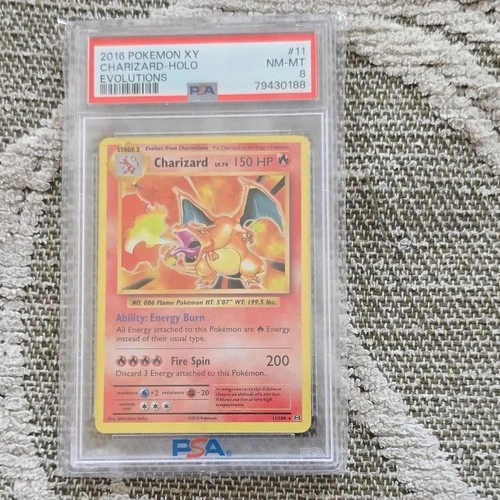 2016 POKEMON XY #11
CHARIZARD-HOLO NM-MT
EVOLUTIONS 8
PSA 79430188
STAGE 2 Evolves from Charmeleon
Charizard LV.76 150 HP
NO. 006 Flame Pokémon HT: 5'07" WT: 199.5 lbs.
Ability: Energy Burn
All Energy attached to this Pokémon are Energy
instead of their usual type.
Fire Spin 200
Discard 3 Energy attached to this Pokémon.
weakness ×2 resistance -20
retreat cost
11/108
PSA